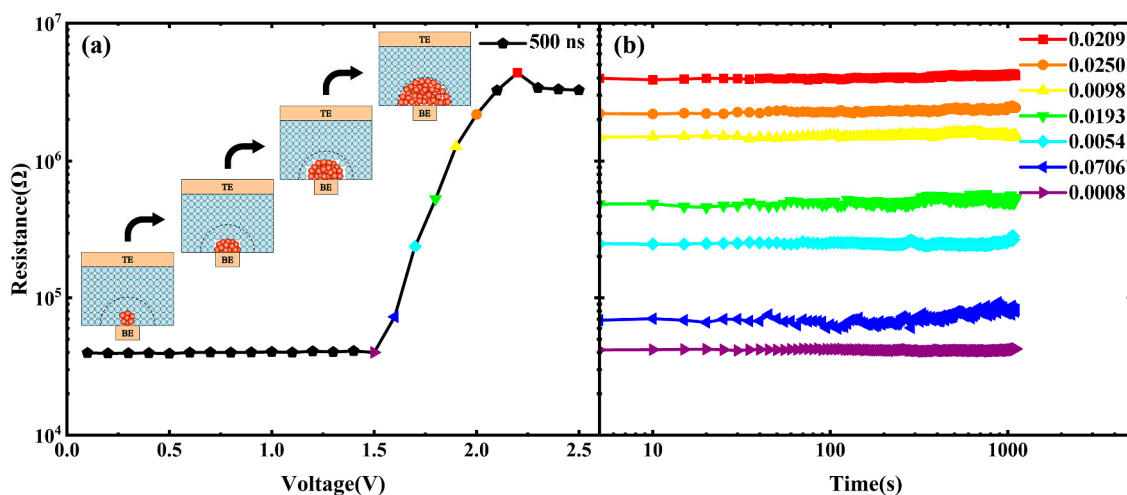 (a)
500 ns
TE
BE
TE
BE
TE
BE
TE
BE
Resistance(Ω)
10⁷
10⁶
10⁵
10⁴
0.0
0.5
1.0
1.5
2.0
2.5
Voltage(V)
(b)
0.0209
0.0250
0.0098
0.0193
0.0054
0.0706
0.0008
10
100
1000
Time(s)